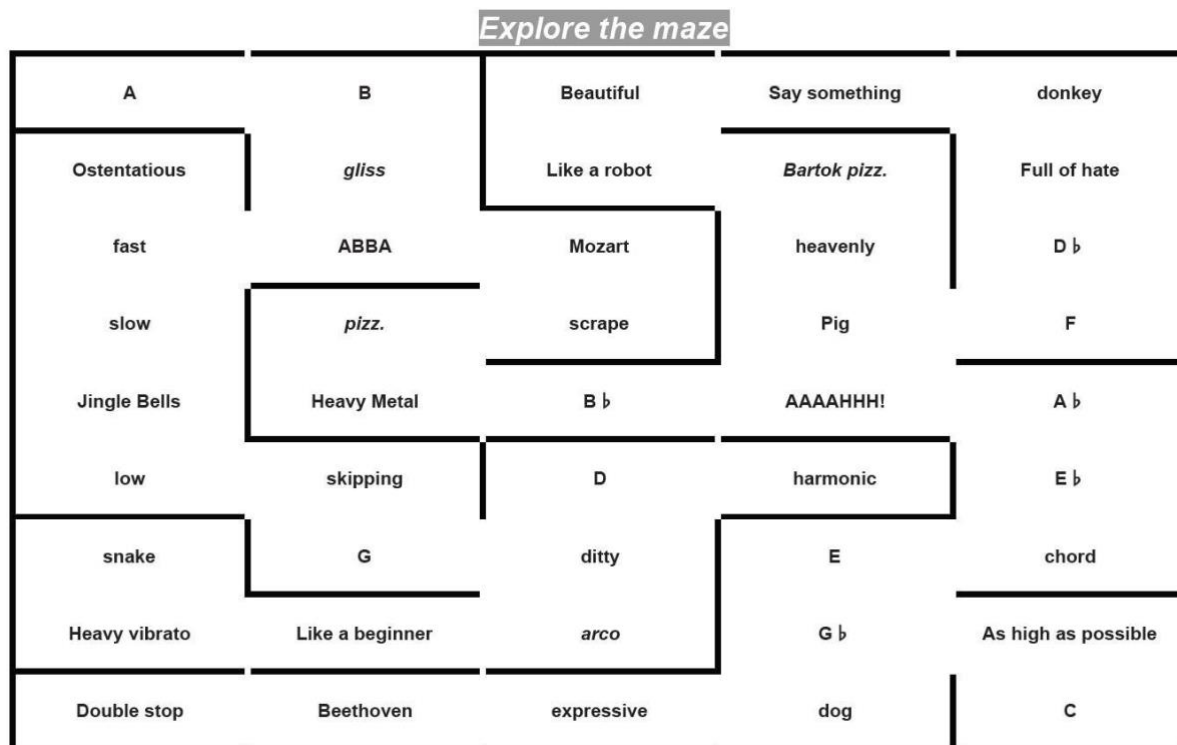 Explore the maze
A B Beautiful Say something donkey
Ostentatious gliss Like a robot Bartok pizz. Full of hate
fast ABBA Mozart heavenly D♭
slow pizz. scrape Pig F
Jingle Bells Heavy Metal B♭ AAAAHHH! A♭
low skipping D harmonic E♭
snake G ditty E chord
Heavy vibrato Like a beginner arco G♭ As high as possible
Double stop Beethoven expressive dog C